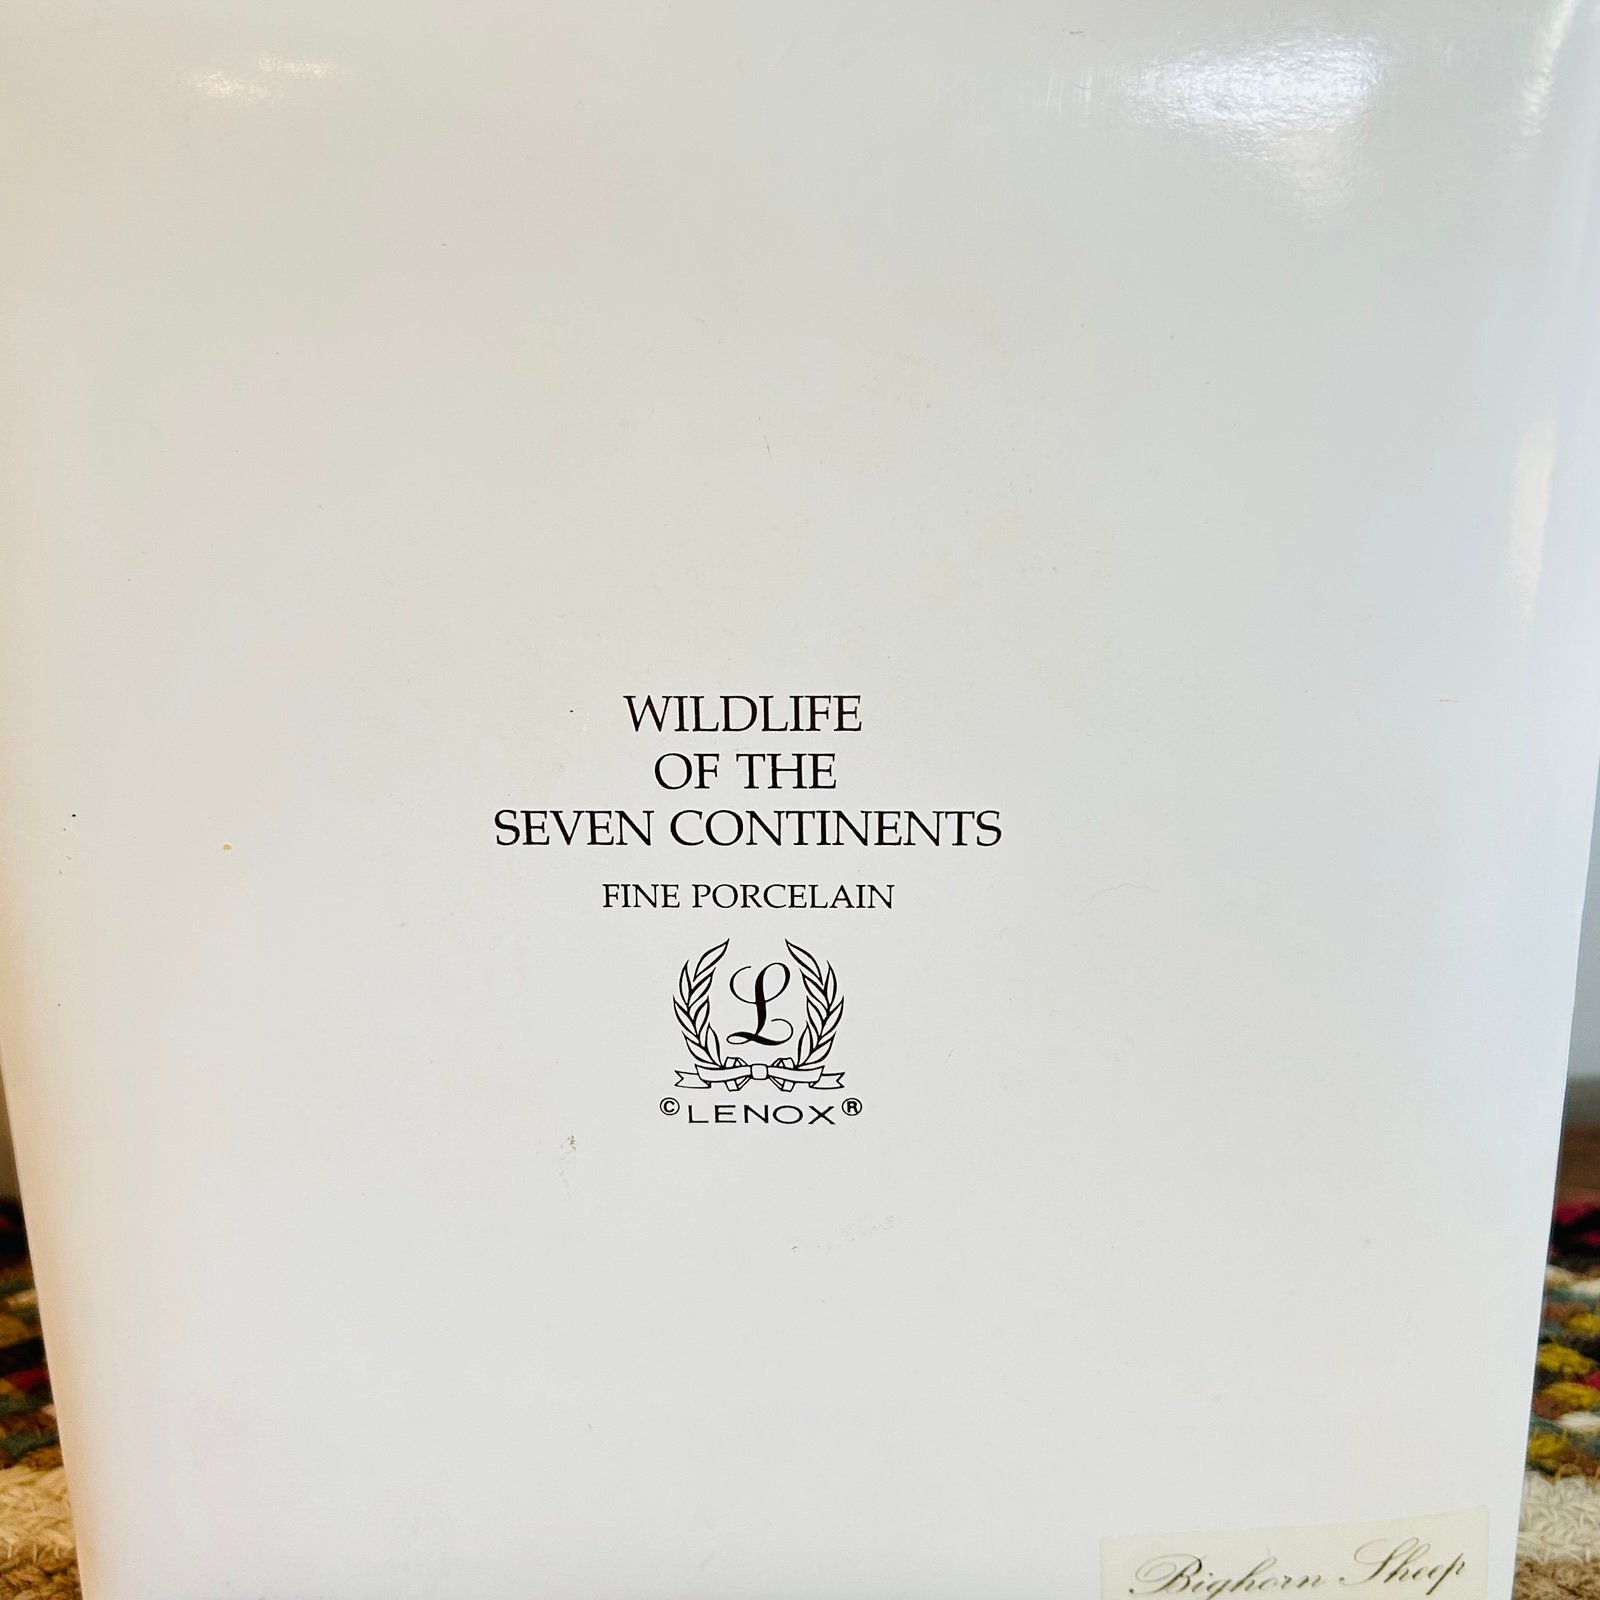 WILDLIFE
OF THE
SEVEN CONTINENTS
FINE PORCELAIN
L
© LENOX ®
Bighorn Sheep